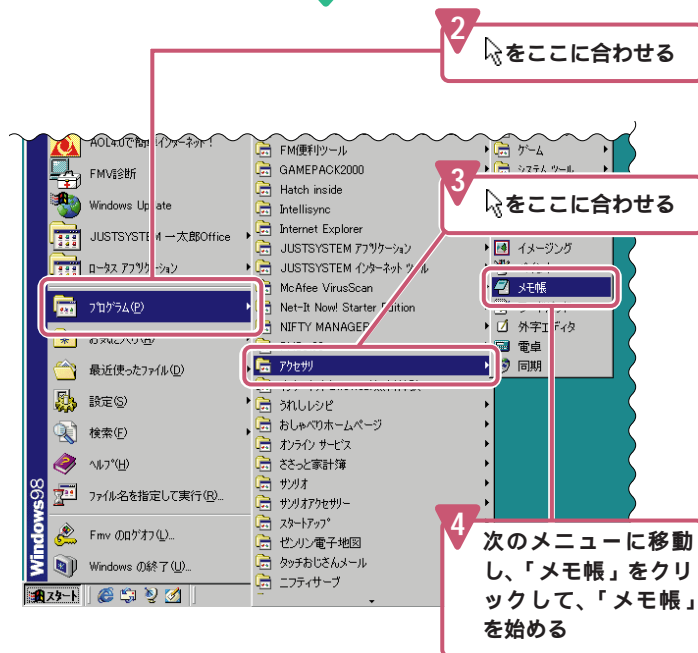 2
をここに合わせる
AOL4.0で簡単インターネット!
FMV診断
Windows Update
JUSTSYSTEM 一太郎Office
ロータス アプリケーション
プログラム(P)
お気に入り(A)
最近使ったファイル(D)
設定(S)
検索(F)
ヘルプ(H)
ファイル名を指定して実行(R)...
Fmv のログオフ(L)...
Windows の終了(U)...
Windows98
スタート
FM便利ツール
GAMEPACK2000
Hatch inside
Intellisync
Internet Explorer
JUSTSYSTEM アプリケーション
JUSTSYSTEM インターネット ツール
McAfee VirusScan
Net-It Now! Starter Edition
NIFTY MANAGER
アクセサリ
うれしレシピ
おしゃべりホームページ
オンライン サービス
ささっと家計簿
サンリオ
サンリオアクセサリー
スタートアップ
ゼンリン電子地図
タッチおじさんメール
ニフティサーブ
ゲーム
システム ツール
3
をここに合わせる
イメージング
メモ帳
外字エディタ
電卓
同期
4
次のメニューに移動
し、「メモ帳」をクリ
ックして、「メモ帳」
を始める